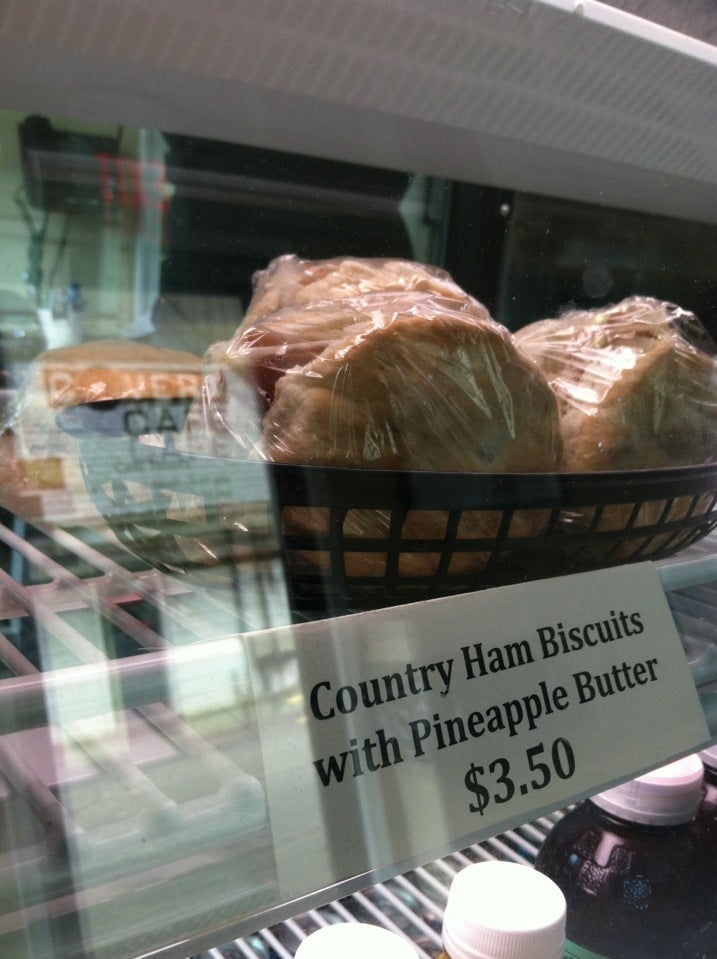 Country Ham Biscuits
with Pineapple Butter
$3.50